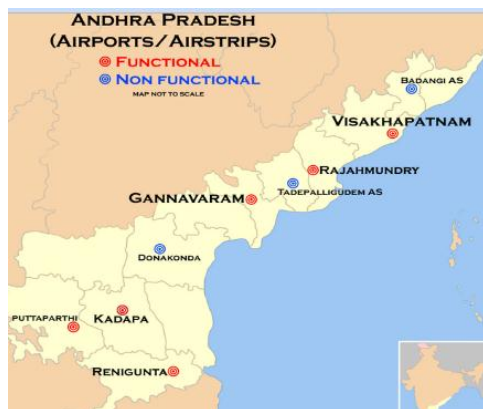 Andhra Pradesh
(Airports/Airstrips)
Functional
Non Functional
Map not to scale
Badangi AS
Visakhapatnam
Rajahmundry
Tadepalligudem AS
Gannavaram
Donakonda
Puttaparthi
Kadapa
Renigunta